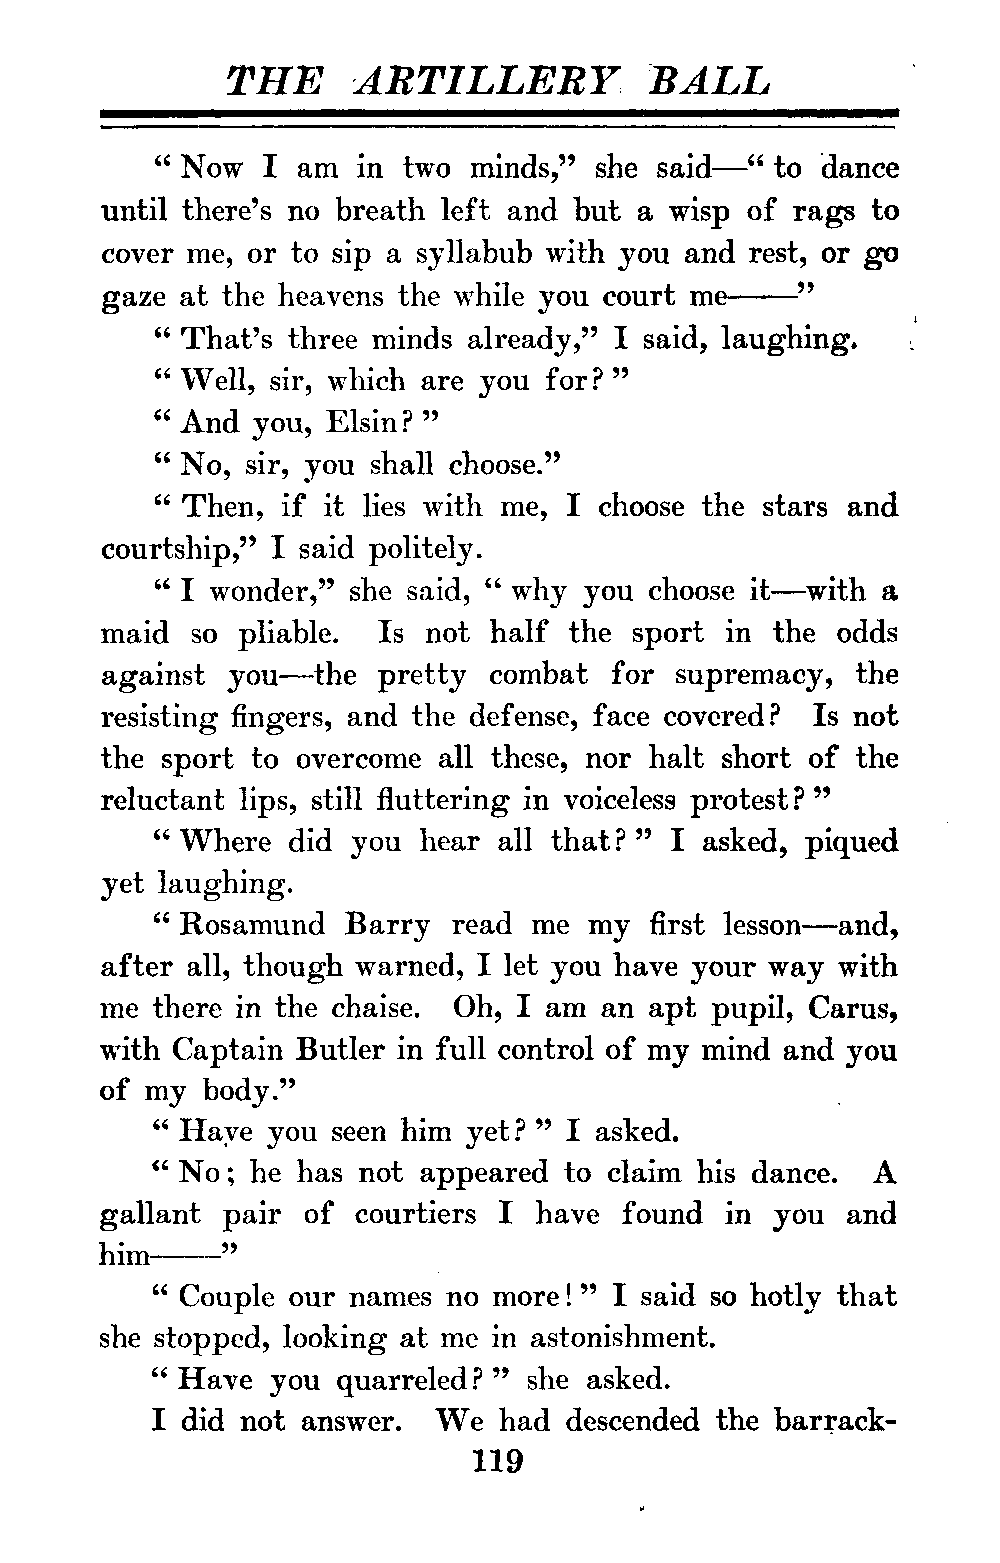 THE ARTILLERY BALL
“ Now I am in two minds,” she said—“ to dance
until there’s no breath left and but a wisp of rags to
cover me, or to sip a syllabub with you and rest, or go
gaze at the heavens the while you court me——”
“ That’s three minds already,” I said, laughing.
“ Well, sir, which are you for? ”
“ And you, Elsin? ”
“ No, sir, you shall choose.”
“ Then, if it lies with me, I choose the stars and
courtship,” I said politely.
“ I wonder,” she said, “ why you choose it—with a
maid so pliable. Is not half the sport in the odds
against you—the pretty combat for supremacy, the
resisting fingers, and the defense, face covered? Is not
the sport to overcome all these, nor halt short of the
reluctant lips, still fluttering in voiceless protest? ”
“ Where did you hear all that? ” I asked, piqued
yet laughing.
“ Rosamund Barry read me my first lesson—and,
after all, though warned, I let you have your way with
me there in the chaise. Oh, I am an apt pupil, Carus,
with Captain Butler in full control of my mind and you
of my body.”
“ Have you seen him yet? ” I asked.
“ No; he has not appeared to claim his dance. A
gallant pair of courtiers I have found in you and
him——”
“ Couple our names no more! ” I said so hotly that
she stopped, looking at me in astonishment.
“ Have you quarreled? ” she asked.
I did not answer. We had descended the barrack-
119